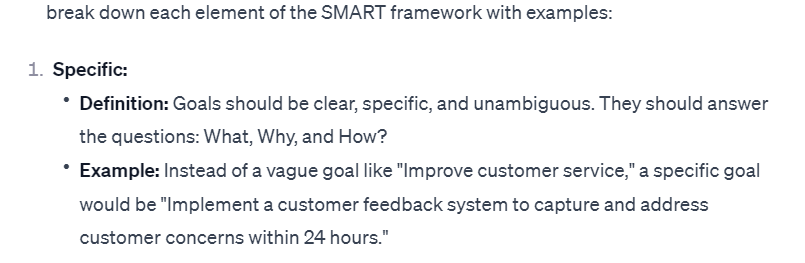 break down each element of the SMART framework with examples:
1. Specific:
• Definition: Goals should be clear, specific, and unambiguous. They should answer
the questions: What, Why, and How?
• Example: Instead of a vague goal like "Improve customer service," a specific goal
would be "Implement a customer feedback system to capture and address
customer concerns within 24 hours."